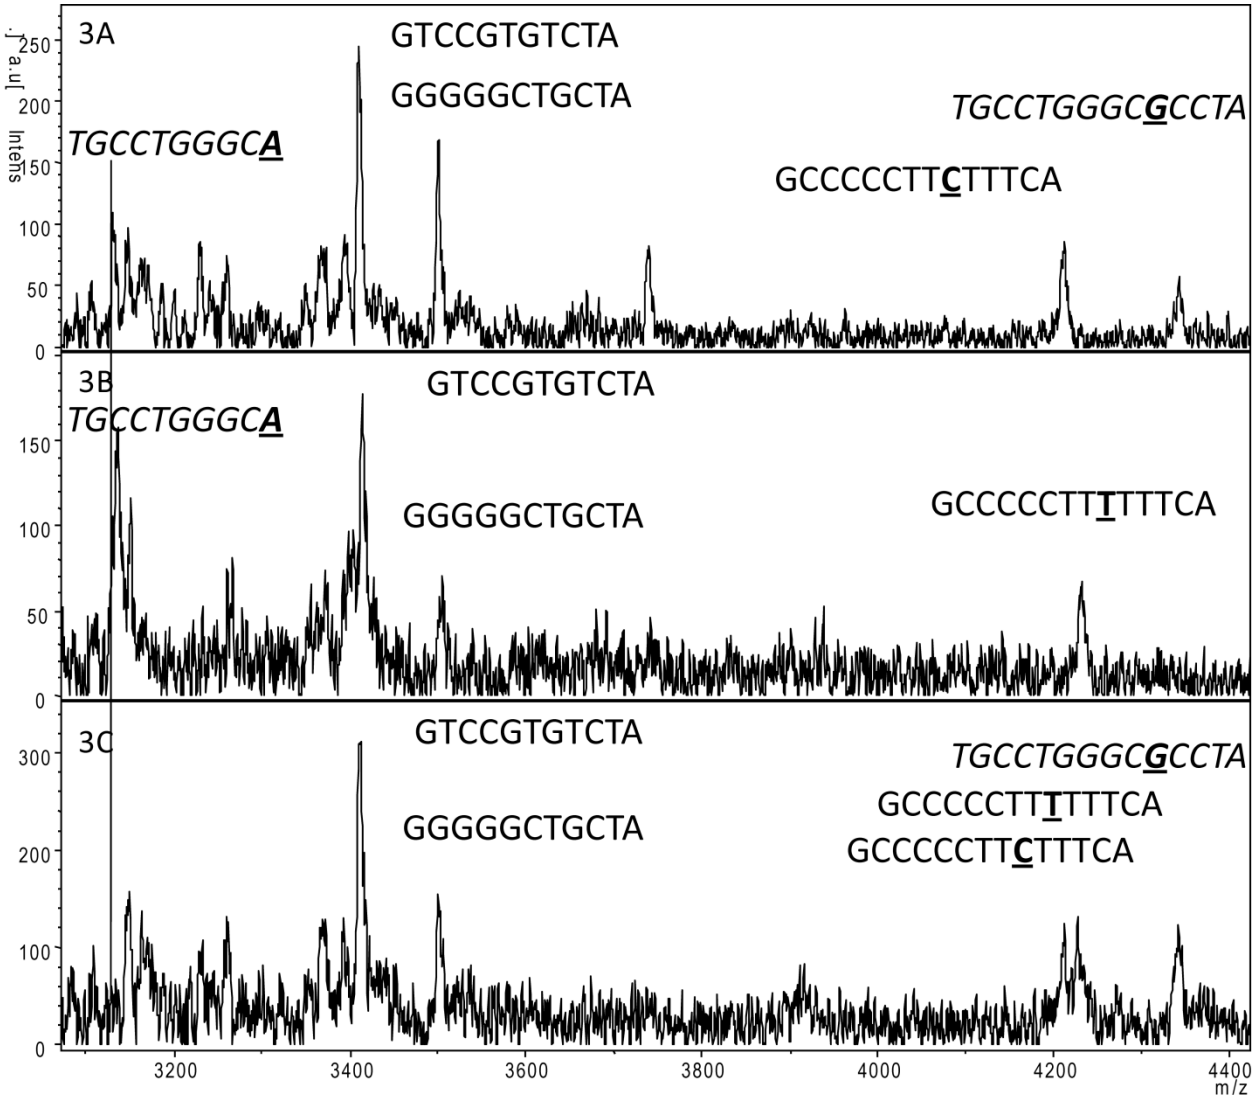 3A
GTCCGTGTCTA
GGGGGCTGCTA
TGCCTGGGCGCCTA
TGCCTGGGCA
GCCCCCTTCTTTCA
Intens
.[a.u[
250
200
150
100
50
0
3B
GTCCGTGTCTA
TGCCTGGGCA
GGGGGCTGCTA
GCCCCCTTTTTTCA
150
100
50
0
3C
GTCCGTGTCTA
TGCCTGGGCGCCTA
GCCCCCTTTTTTCA
GGGGGCTGCTA
GCCCCCTTCTTTCA
300
200
100
0
3200 3400 3600 3800 4000 4200 4400
m/z